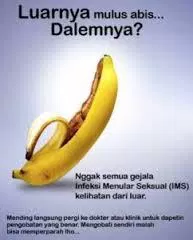 Luarnya mulus abis...
Dalemnya?
Nggak semua gejala
Infeksi Menular Seksual (IMS)
kelihatan dari luar.
Mending langsung pergi ke dokter atau klinik untuk dapetin
pengobatan yang benar. Mengobati sendiri malah
bisa memperparah lho...